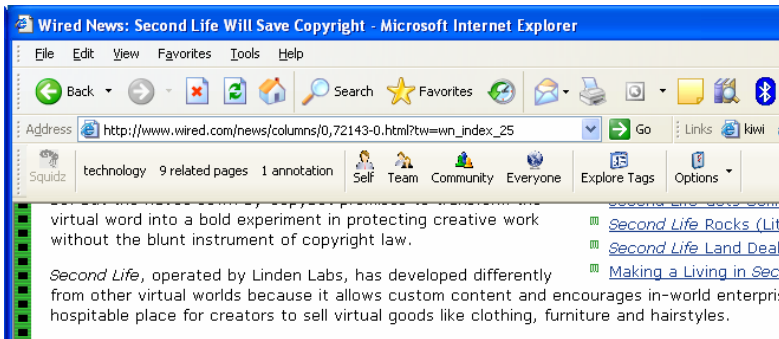 Wired News: Second Life Will Save Copyright - Microsoft Internet Explorer
File Edit View Favorites Tools Help
Back Search Favorites
Address http://www.wired.com/news/columns/0,72143-0.html?tw=wn_index_25 Go Links kiwi
Squidz technology 9 related pages 1 annotation Self Team Community Everyone Explore Tags Options
virtual word into a bold experiment in protecting creative work
without the blunt instrument of copyright law.
Second Life Rocks (Lit
Second Life Land Deal
Making a Living in Sec
Second Life, operated by Linden Labs, has developed differently
from other virtual worlds because it allows custom content and encourages in-world enterpri
hospitable place for creators to sell virtual goods like clothing, furniture and hairstyles.